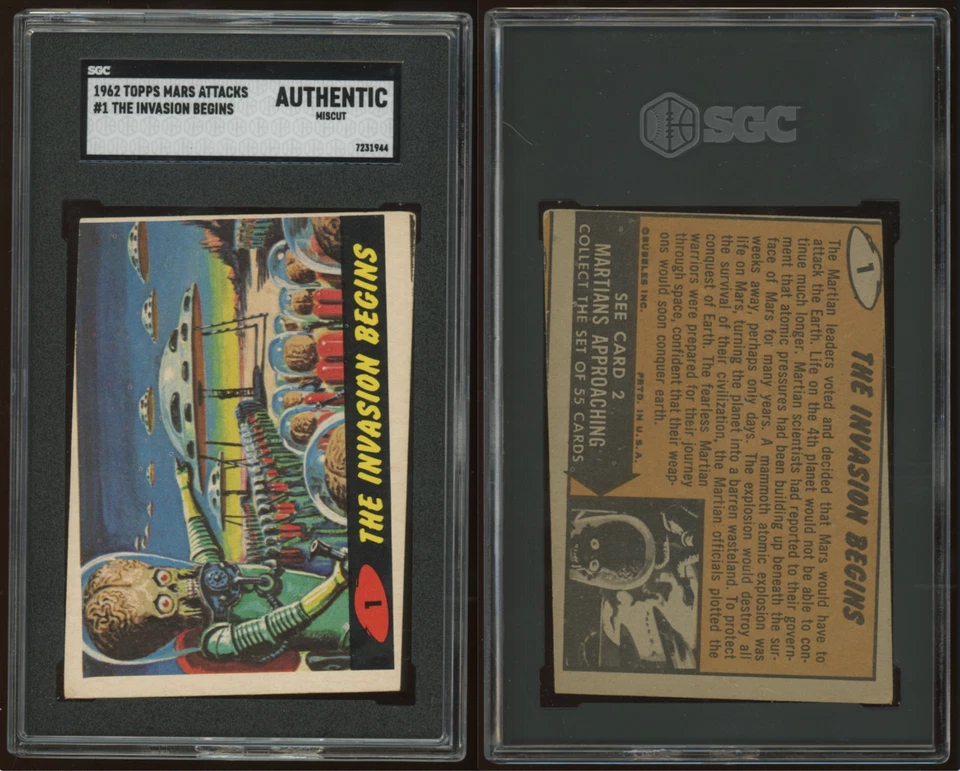 SGC
1962 TOPPS MARS ATTACKS
#1 THE INVASION BEGINS
AUTHENTIC
MISCUT
7231944
THE INVASION BEGINS
1
SGC
1
THE INVASION BEGINS
The Martian leaders voted and decided that Mars would have to
attack the Earth. Life on the 4th planet would not be able to con-
tinue much longer. Martian scientists had reported to their govern-
ment that atomic pressures had been building up beneath the sur-
face of Mars for many years. A mammoth atomic explosion was
weeks away, perhaps only days. The explosion would destroy all
life on Mars, turning the planet into a barren wasteland. To protect
the survival of their civilization, the Martian officials plotted the
conquest of Earth. The fearless Martian
warriors were prepared for their journey
through space, confident that their weap-
ons would soon conquer earth.
©BUBBLES INC. PRTD. IN U.S.A.
SEE CARD 2
MARTIANS APPROACHING
COLLECT THE SET OF 55 CARDS